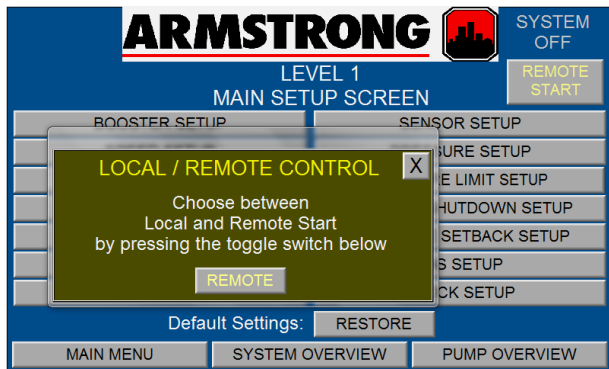 ARMSTRONG
SYSTEM
OFF
LEVEL 1
MAIN SETUP SCREEN
REMOTE
START
BOOSTER SETUP
SENSOR SETUP
LOCAL / REMOTE CONTROL
X
Choose between
Local and Remote Start
by pressing the toggle switch below
REMOTE
SURE SETUP
E LIMIT SETUP
HUTDOWN SETUP
SETBACK SETUP
S SETUP
CK SETUP
Default Settings: RESTORE
MAIN MENU SYSTEM OVERVIEW PUMP OVERVIEW